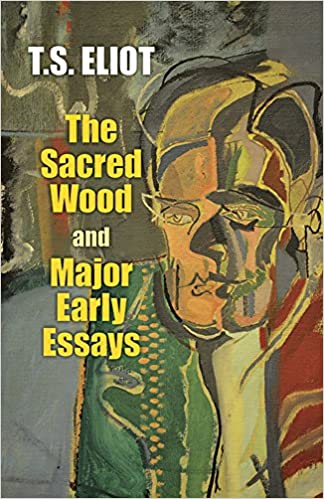 T.S. ELIOT
The
Sacred
Wood
and
Major
Early
Essays